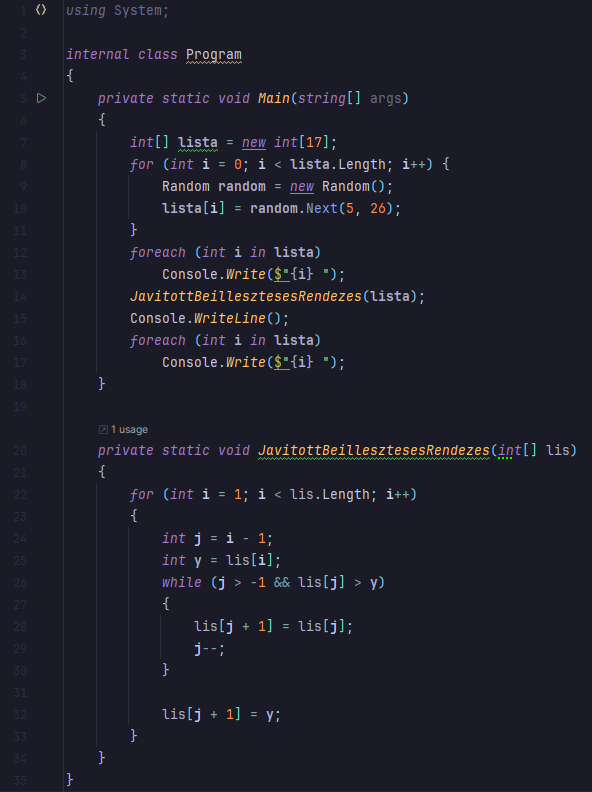 1 using System;
2
3 internal class Program
4 {
5     private static void Main(string[] args)
6     {
7         int[] lista = new int[17];
8         for (int i = 0; i < lista.Length; i++) {
9             Random random = new Random();
10             lista[i] = random.Next(5, 26);
11         }
12         foreach (int i in lista)
13             Console.Write($"{i} ");
14         JavitottBeillesztesesRendezes(lista);
15         Console.WriteLine();
16         foreach (int i in lista)
17             Console.Write($"{i} ");
18     }
19
1 usage
20     private static void JavitottBeillesztesesRendezes(int[] lis)
21     {
22         for (int i = 1; i < lis.Length; i++)
23         {
24             int j = i - 1;
25             int y = lis[i];
26             while (j > -1 && lis[j] > y)
27             {
28                 lis[j + 1] = lis[j];
29                 j--;
30             }
31
32             lis[j + 1] = y;
33         }
34     }
35 }